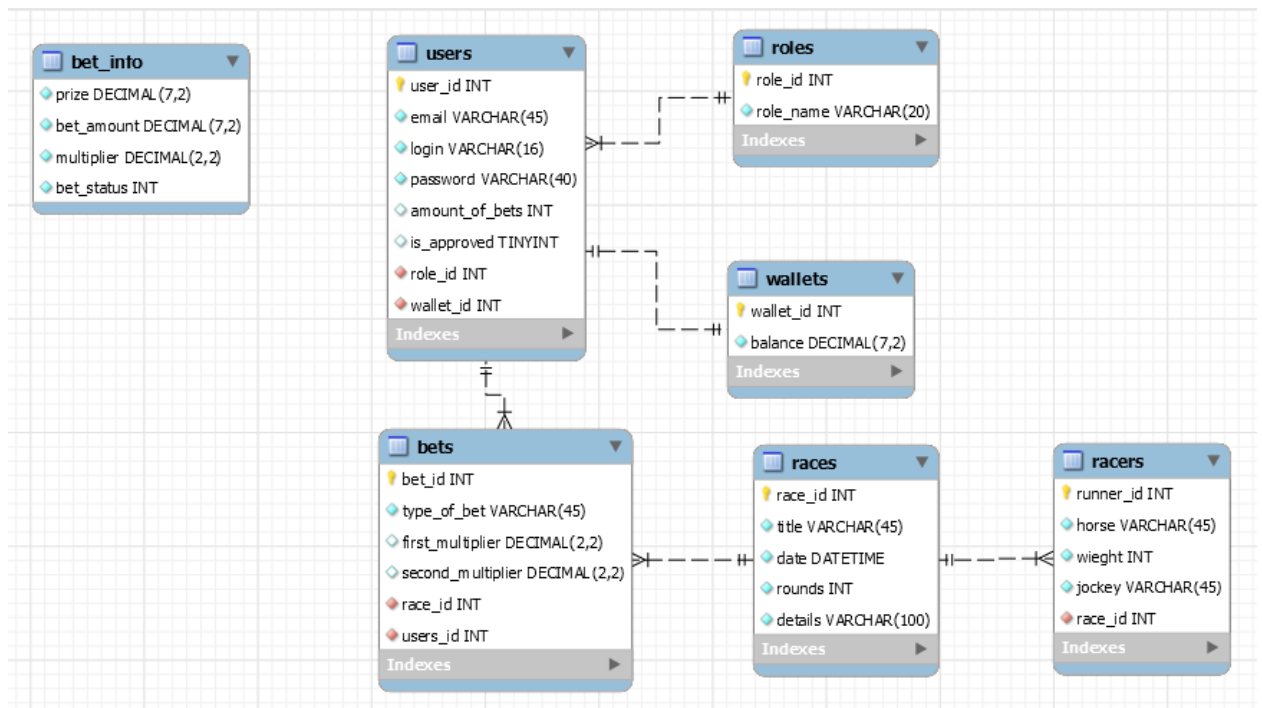 bet_info
prize DECIMAL(7,2)
bet_amount DECIMAL(7,2)
multiplier DECIMAL(2,2)
bet_status INT
users
user_id INT
email VARCHAR(45)
login VARCHAR(16)
password VARCHAR(40)
amount_of_bets INT
is_approved TINYINT
role_id INT
wallet_id INT
Indexes
roles
role_id INT
role_name VARCHAR(20)
Indexes
wallets
wallet_id INT
balance DECIMAL(7,2)
Indexes
bets
bet_id INT
type_of_bet VARCHAR(45)
first_multiplier DECIMAL(2,2)
second_multiplier DECIMAL(2,2)
race_id INT
users_id INT
Indexes
races
race_id INT
title VARCHAR(45)
date DATETIME
rounds INT
details VARCHAR(100)
Indexes
racers
runner_id INT
horse VARCHAR(45)
wieght INT
jockey VARCHAR(45)
race_id INT
Indexes